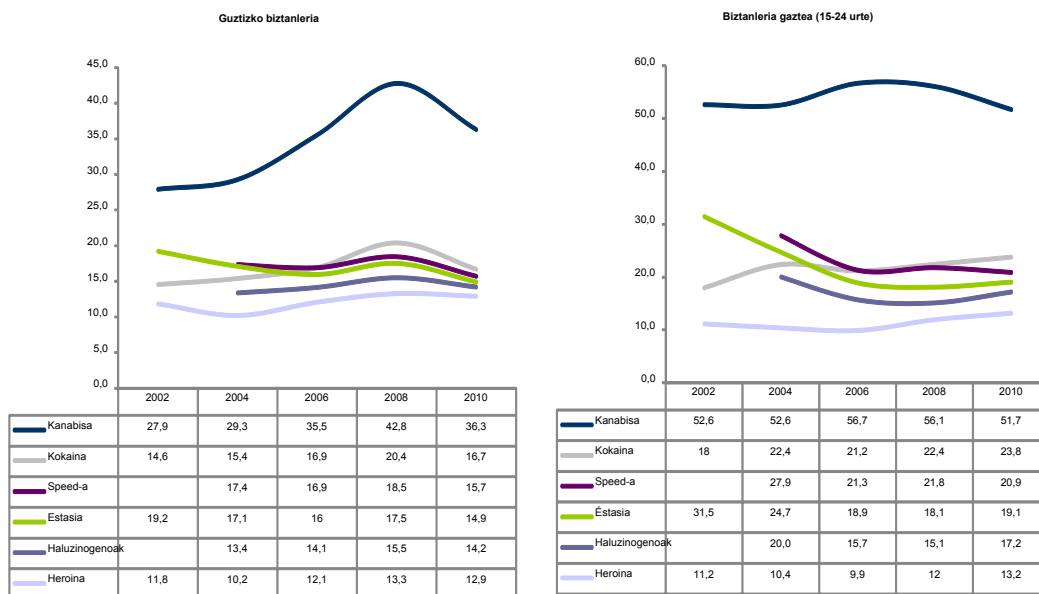 Guztizko biztanleria
45,0
40,0
35,0
30,0
25,0
20,0
15,0
10,0
5,0
0,0
2002 2004 2006 2008 2010
Kanabisa 27,9 29,3 35,5 42,8 36,3
Kokaina 14,6 15,4 16,9 20,4 16,7
Speed-a 17,4 16,9 18,5 15,7
Estasia 19,2 17,1 16 17,5 14,9
Haluzinogenoak 13,4 14,1 15,5 14,2
Heroina 11,8 10,2 12,1 13,3 12,9
Biztanleria gaztea (15-24 urte)
60,0
50,0
40,0
30,0
20,0
10,0
0,0
2002 2004 2006 2008 2010
Kanabisa 52,6 52,6 56,7 56,1 51,7
Kokaina 18 22,4 21,2 22,4 23,8
Speed-a 27,9 21,3 21,8 20,9
Éstasia 31,5 24,7 18,9 18,1 19,1
Haluzinogenoak 20,0 15,7 15,1 17,2
Heroina 11,2 10,4 9,9 12 13,2